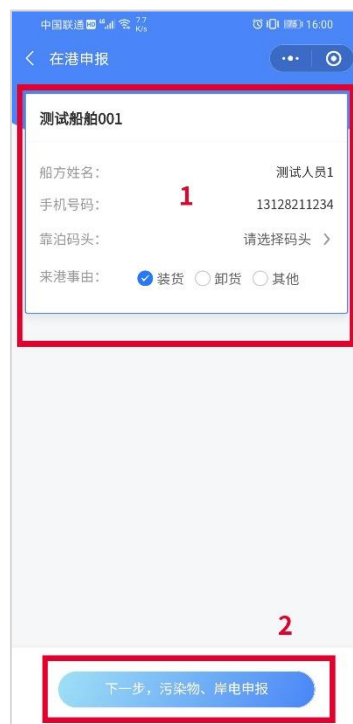 中国联通 HD 4G 7.7 K/s 16:00
在港申报
测试船舶001
船方姓名: 测试人员1
手机号码: 13128211234
1
靠泊码头: 请选择码头
来港事由: 装货 卸货 其他
2
下一步，污染物、岸电申报